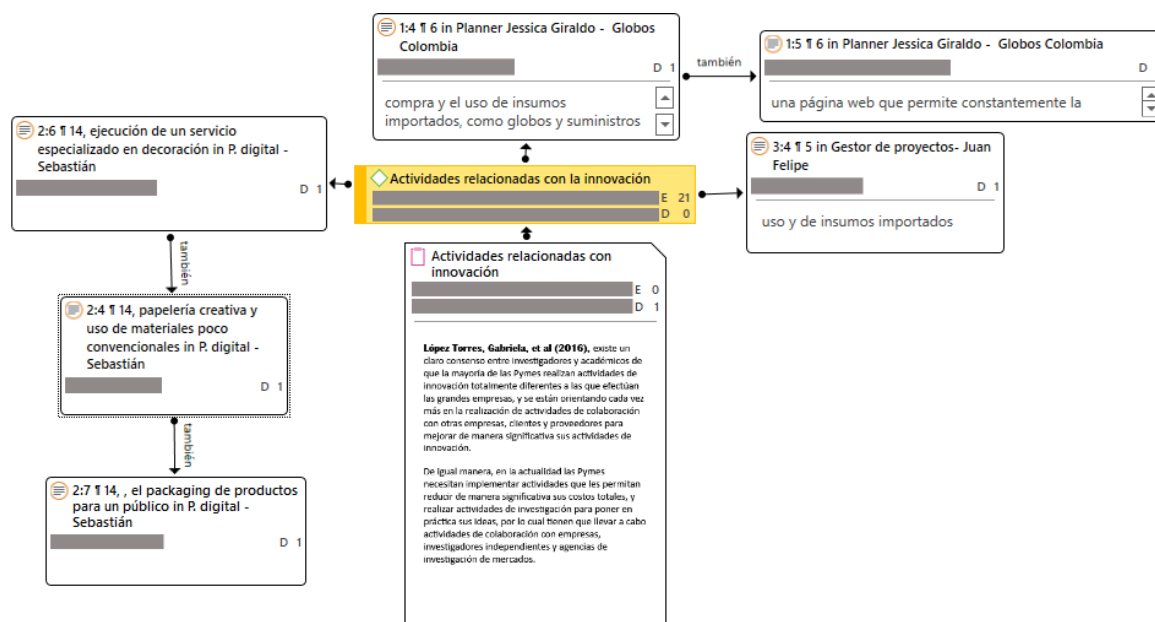 1:4 ¶ 6 in Planner Jessica Giraldo - Globos
Colombia
D 1
compra y el uso de insumos
importados, como globos y suministros
también
1:5 ¶ 6 in Planner Jessica Giraldo - Globos Colombia
D
una página web que permite constantemente la
2:6 ¶ 14, ejecución de un servicio
especializado en decoración in P. digital -
Sebastián
D 1
Actividades relacionadas con la innovación
E 21
D 0
3:4 ¶ 5 in Gestor de proyectos- Juan
Felipe
D 1
uso y de insumos importados
también
2:4 ¶ 14, papelería creativa y
uso de materiales poco
convencionales in P. digital -
Sebastián
D 1
también
2:7 ¶ 14, , el packaging de productos
para un público in P. digital -
Sebastián
D 1
Actividades relacionadas con
innovación
E 0
D 1
López Torres, Gabriela, et al (2016), existe un
claro consenso entre investigadores y académicos de
que la mayoría de las Pymes realizan actividades de
innovación totalmente diferentes a las que efectúan
las grandes empresas, y se están orientando cada vez
más en la realización de actividades de colaboración
con otras empresas, clientes y proveedores para
mejorar de manera significativa sus actividades de
innovación.
De igual manera, en la actualidad las Pymes
necesitan implementar actividades que les permitan
reducir de manera significativa sus costos totales, y
realizar actividades de investigación para poner en
práctica sus ideas, por lo cual tienen que llevar a cabo
actividades de colaboración con empresas,
investigadores independientes y agencias de
investigación de mercados.